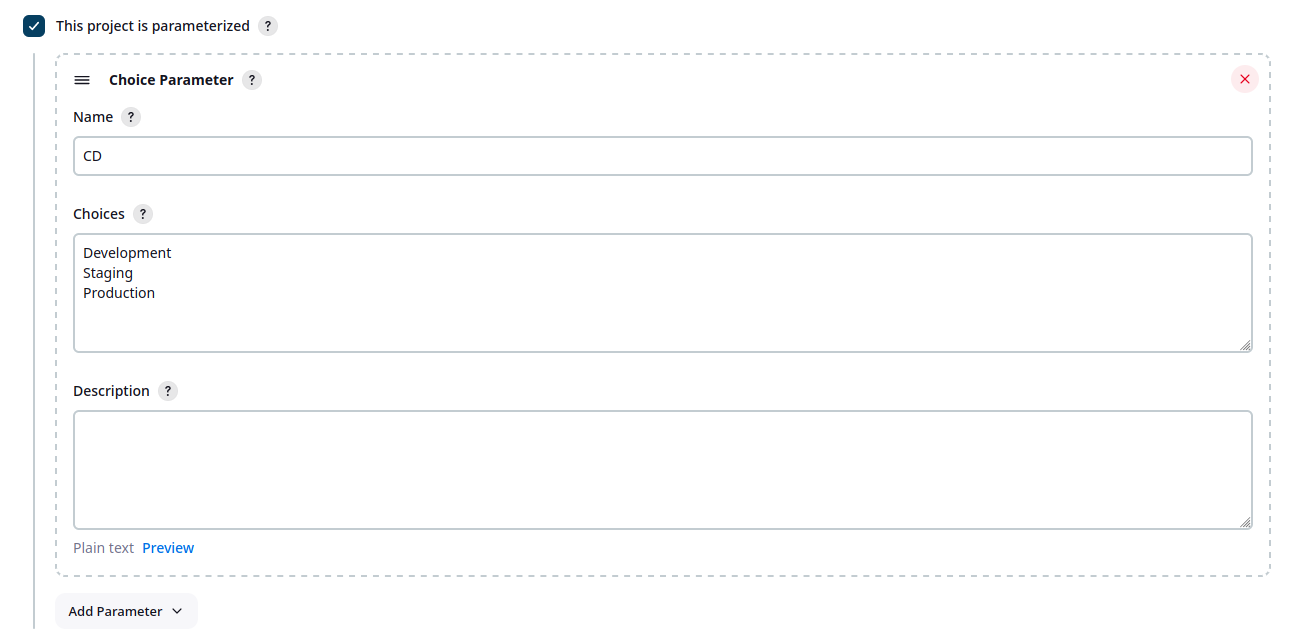 This project is parameterized ?
Choice Parameter ?
Name ?
CD
Choices ?
Development
Staging
Production
Description ?
Plain text Preview
Add Parameter